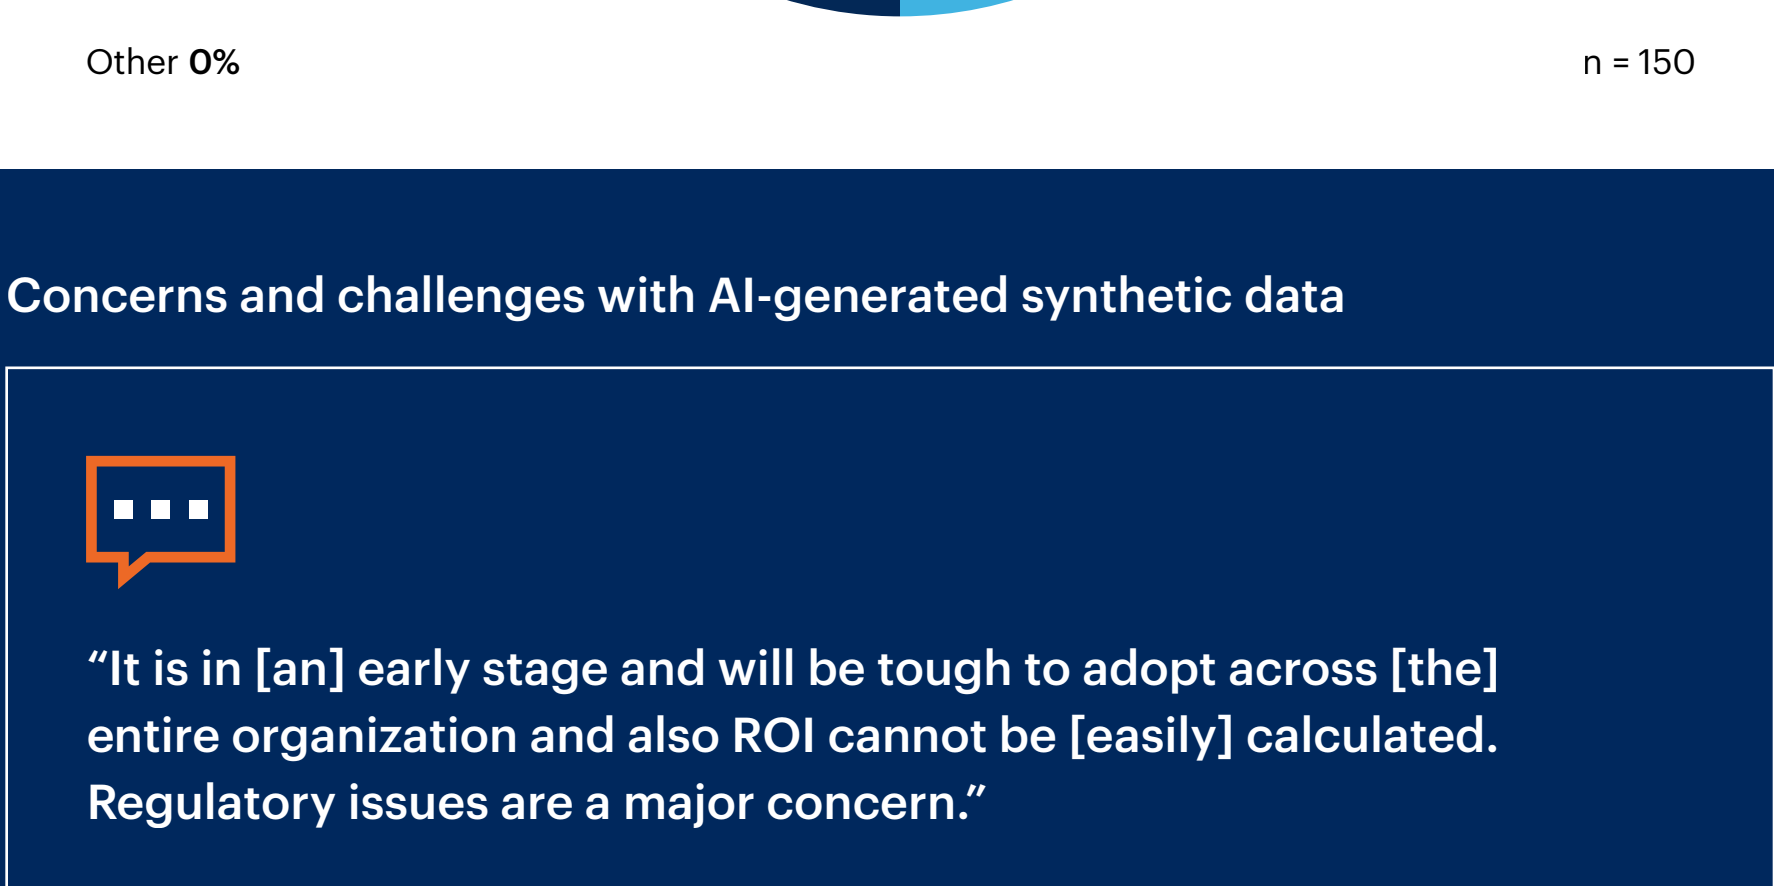 Other 0%
n = 150
Concerns and challenges with AI-generated synthetic data
“It is in [an] early stage and will be tough to adopt across [the]
entire organization and also ROI cannot be [easily] calculated.
Regulatory issues are a major concern.”